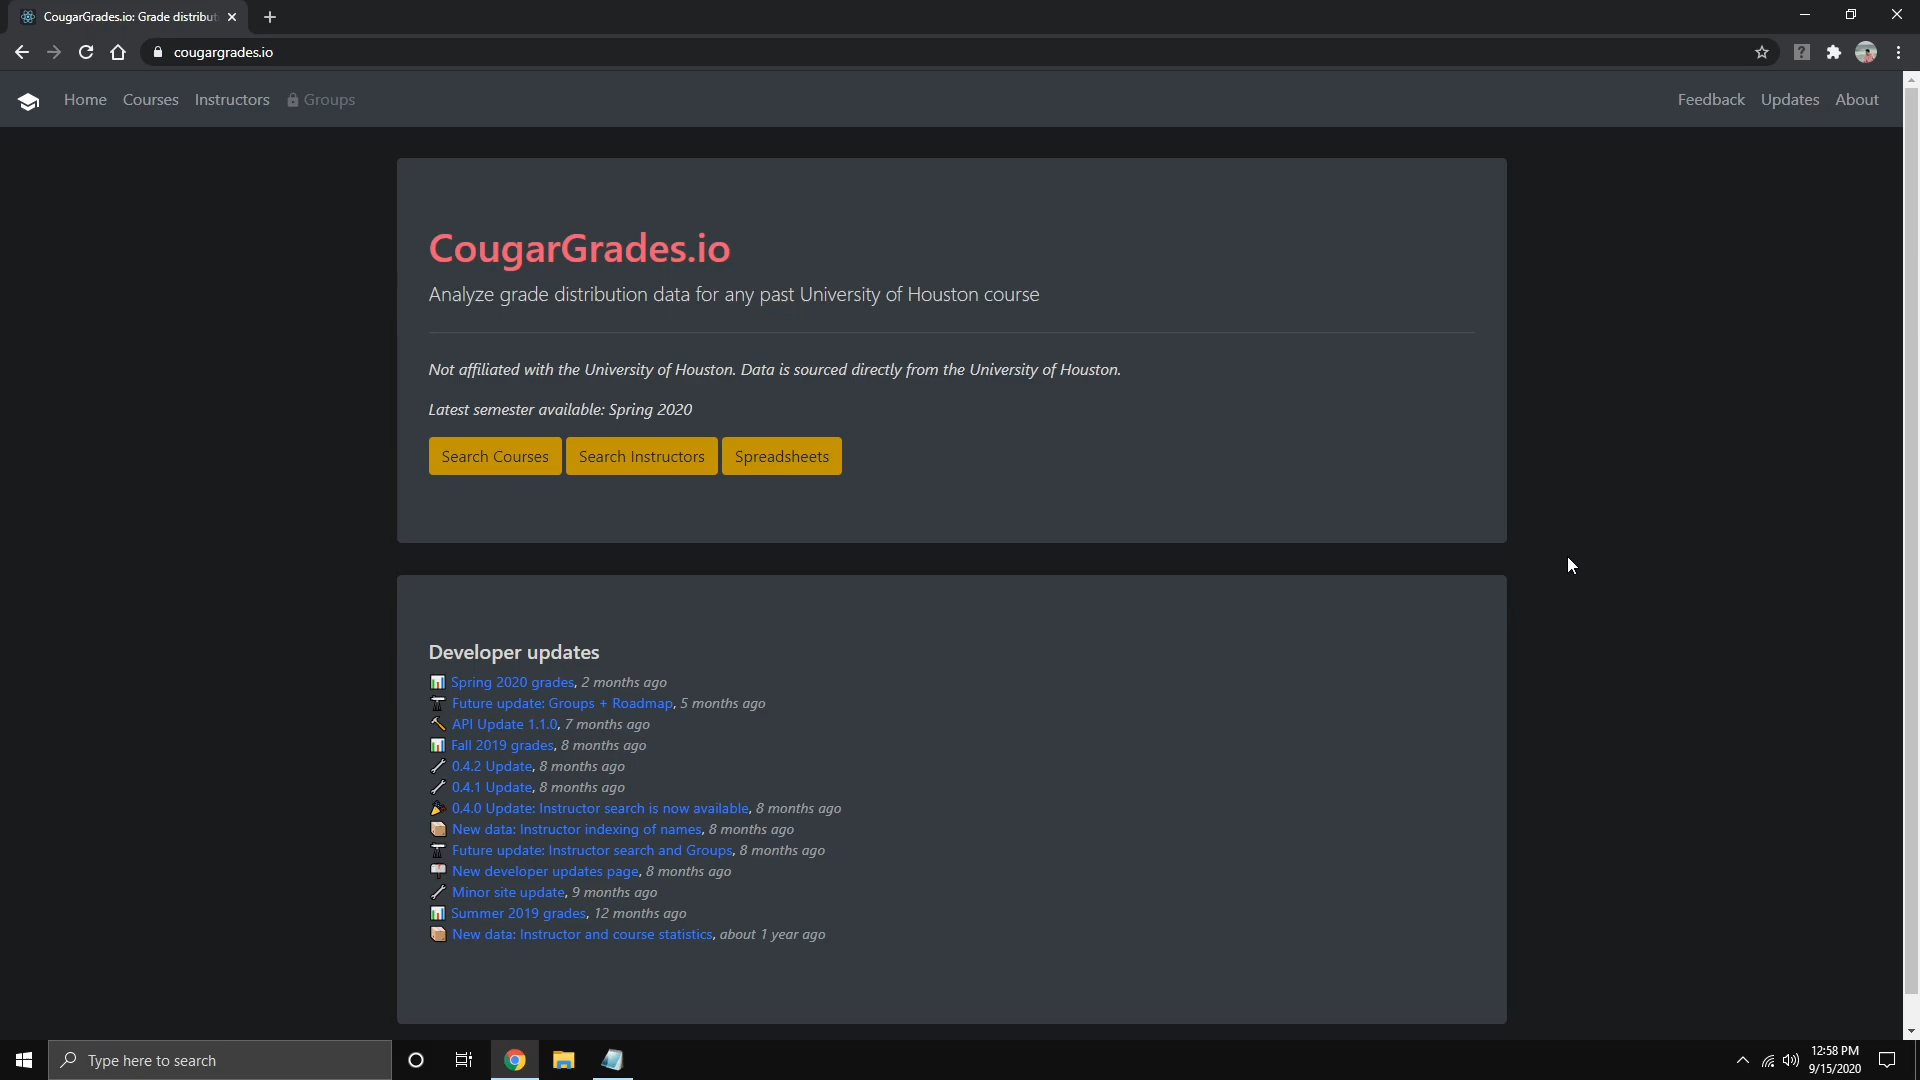 CougarGrades.io: Grade distribut
cougargrades.io
Home Courses Instructors Groups Feedback Updates About
CougarGrades.io
Analyze grade distribution data for any past University of Houston course
Not affiliated with the University of Houston. Data is sourced directly from the University of Houston.
Latest semester available: Spring 2020
Search Courses Search Instructors Spreadsheets
Developer updates
Spring 2020 grades, 2 months ago
Future update: Groups + Roadmap, 5 months ago
API Update 1.1.0, 7 months ago
Fall 2019 grades, 8 months ago
0.4.2 Update, 8 months ago
0.4.1 Update, 8 months ago
0.4.0 Update: Instructor search is now available, 8 months ago
New data: Instructor indexing of names, 8 months ago
Future update: Instructor search and Groups, 8 months ago
New developer updates page, 8 months ago
Minor site update, 9 months ago
Summer 2019 grades, 12 months ago
New data: Instructor and course statistics, about 1 year ago
Type here to search
12:58 PM
9/15/2020